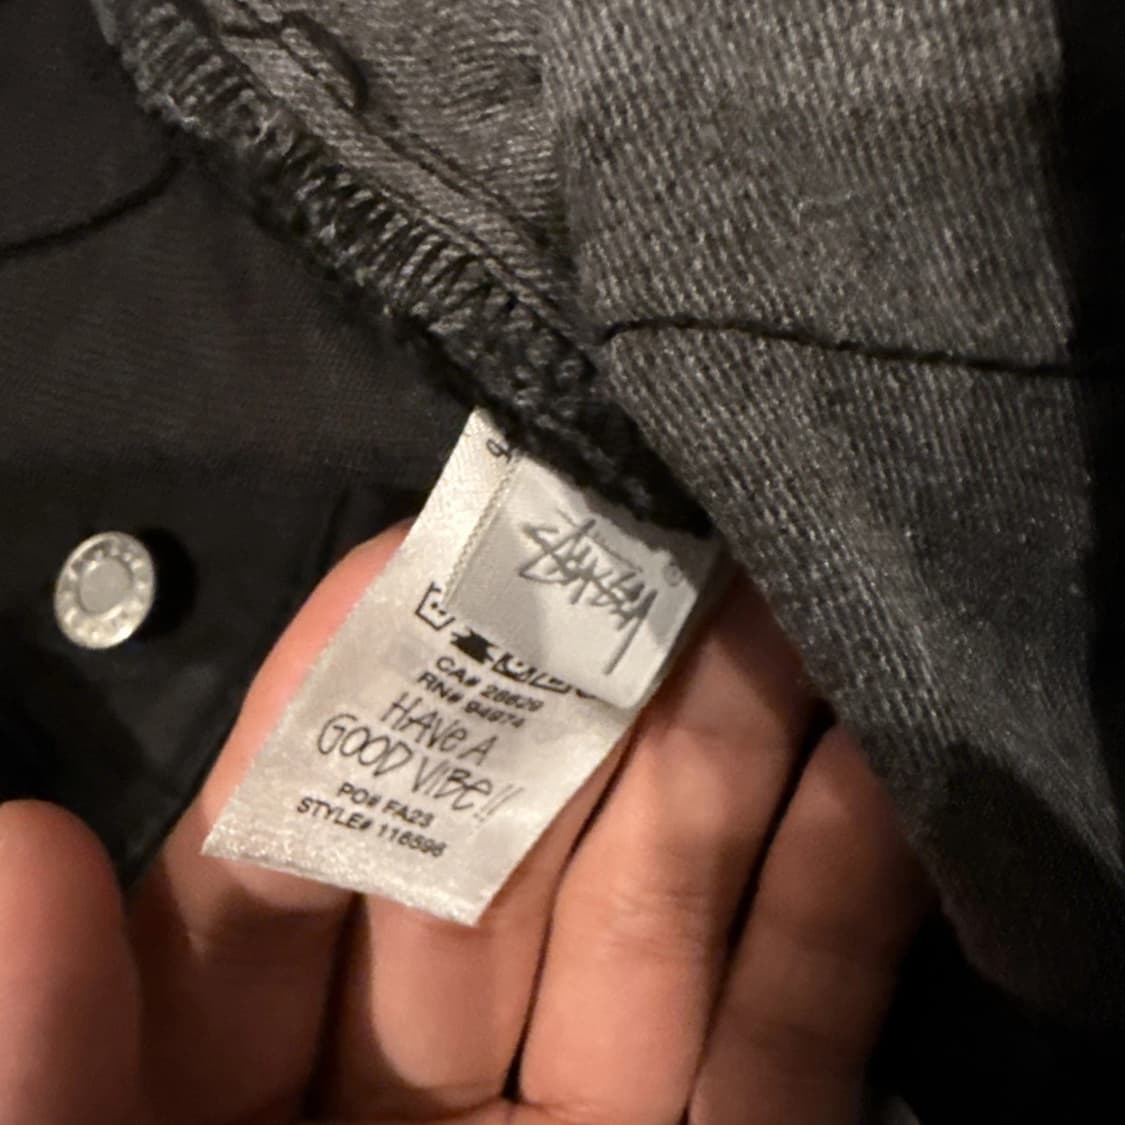 STÜSSY
®
CA# 28629
RN# 94974
HAVE A
GOOD VIBE!!
PO# FA23
STYLE# 116596